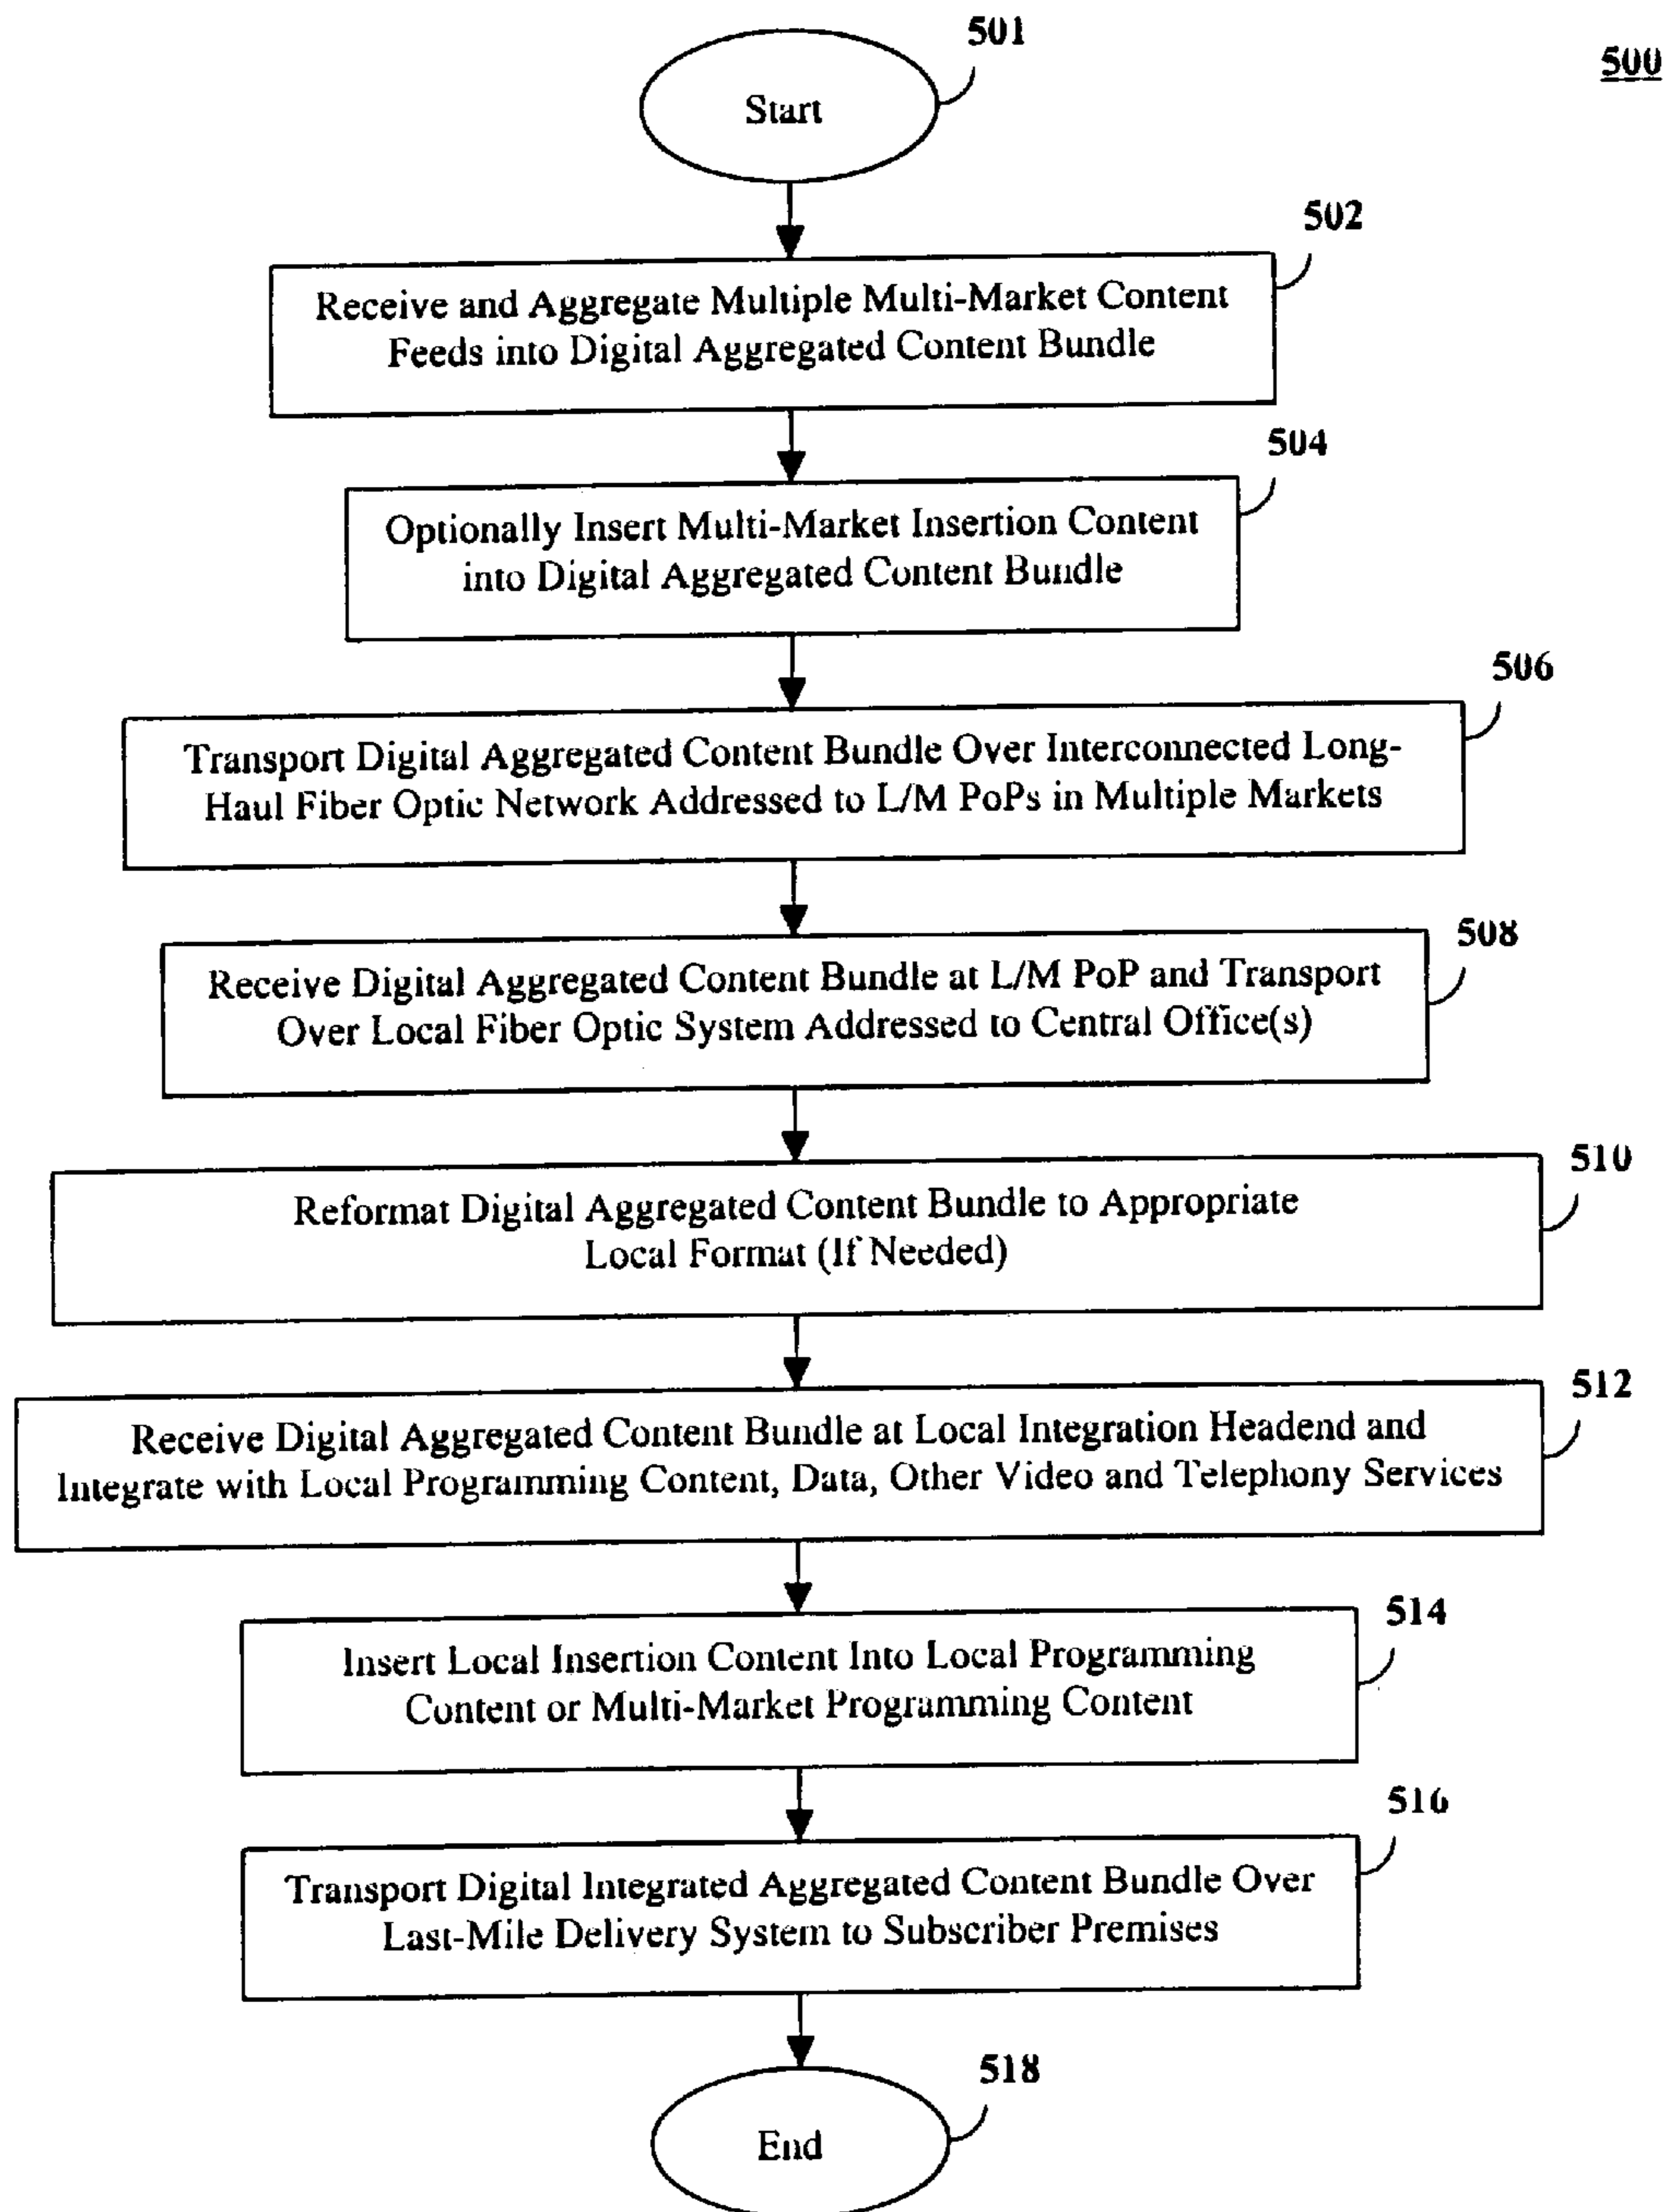 501
500
Start
502
Receive and Aggregate Multiple Multi-Market Content
Feeds into Digital Aggregated Content Bundle
504
Optionally Insert Multi-Market Insertion Content
into Digital Aggregated Content Bundle
506
Transport Digital Aggregated Content Bundle Over Interconnected Long-
Haul Fiber Optic Network Addressed to L/M PoPs in Multiple Markets
508
Receive Digital Aggregated Content Bundle at L/M PoP and Transport
Over Local Fiber Optic System Addressed to Central Office(s)
510
Reformat Digital Aggregated Content Bundle to Appropriate
Local Format (If Needed)
512
Receive Digital Aggregated Content Bundle at Local Integration Headend and
Integrate with Local Programming Content, Data, Other Video and Telephony Services
514
Insert Local Insertion Content Into Local Programming
Content or Multi-Market Programming Content
516
Transport Digital Integrated Aggregated Content Bundle Over
Last-Mile Delivery System to Subscriber Premises
518
End